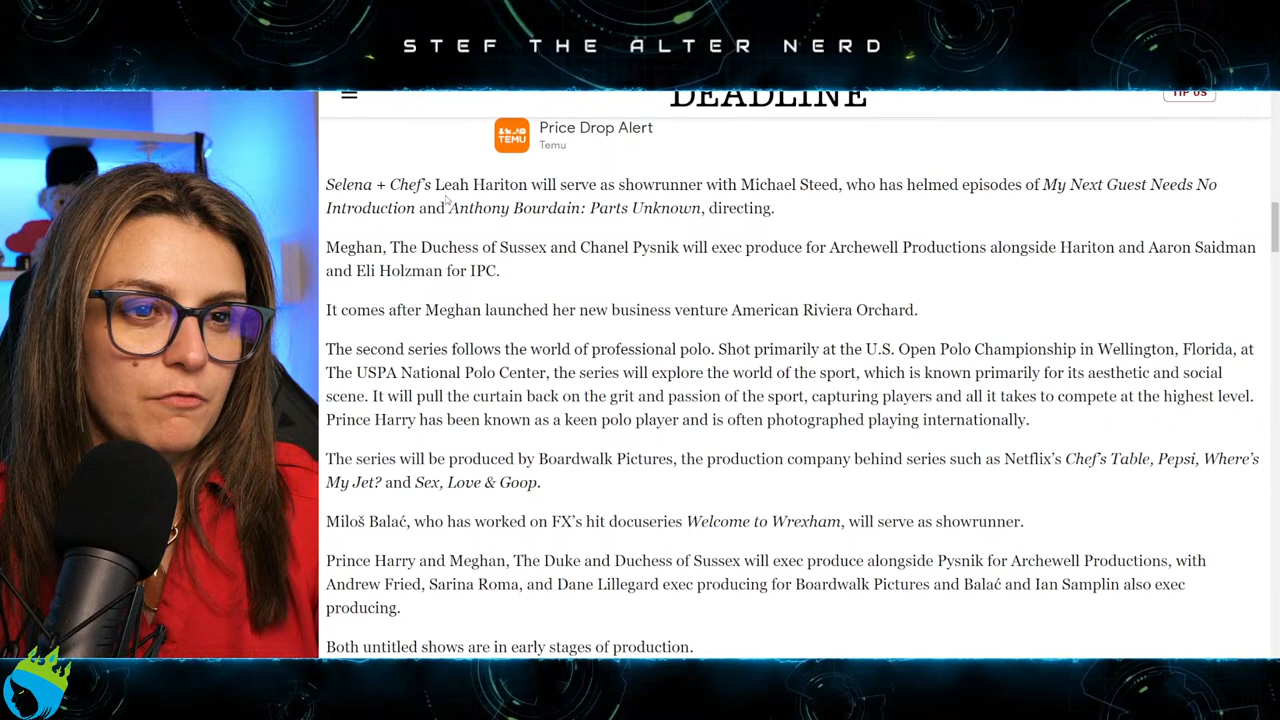 STEF THE ALTER NERD
DEADLINE
TIP US
TEMU
Price Drop Alert
Temu
Selena + Chef's Leah Hariton will serve as showrunner with Michael Steed, who has helmed episodes of My Next Guest Needs No
Introduction and Anthony Bourdain: Parts Unknown, directing.
Meghan, The Duchess of Sussex and Chanel Pysnik will exec produce for Archewell Productions alongside Hariton and Aaron Saidman
and Eli Holzman for IPC.
It comes after Meghan launched her new business venture American Riviera Orchard.
The second series follows the world of professional polo. Shot primarily at the U.S. Open Polo Championship in Wellington, Florida, at
The USPA National Polo Center, the series will explore the world of the sport, which is known primarily for its aesthetic and social
scene. It will pull the curtain back on the grit and passion of the sport, capturing players and all it takes to compete at the highest level.
Prince Harry has been known as a keen polo player and is often photographed playing internationally.
The series will be produced by Boardwalk Pictures, the production company behind series such as Netflix's Chef's Table, Pepsi, Where's
My Jet? and Sex, Love & Goop.
Miloš Balać, who has worked on FX's hit docuseries Welcome to Wrexham, will serve as showrunner.
Prince Harry and Meghan, The Duke and Duchess of Sussex will exec produce alongside Pysnik for Archewell Productions, with
Andrew Fried, Sarina Roma, and Dane Lillegard exec producing for Boardwalk Pictures and Balać and Ian Samplin also exec
producing.
Both untitled shows are in early stages of production.